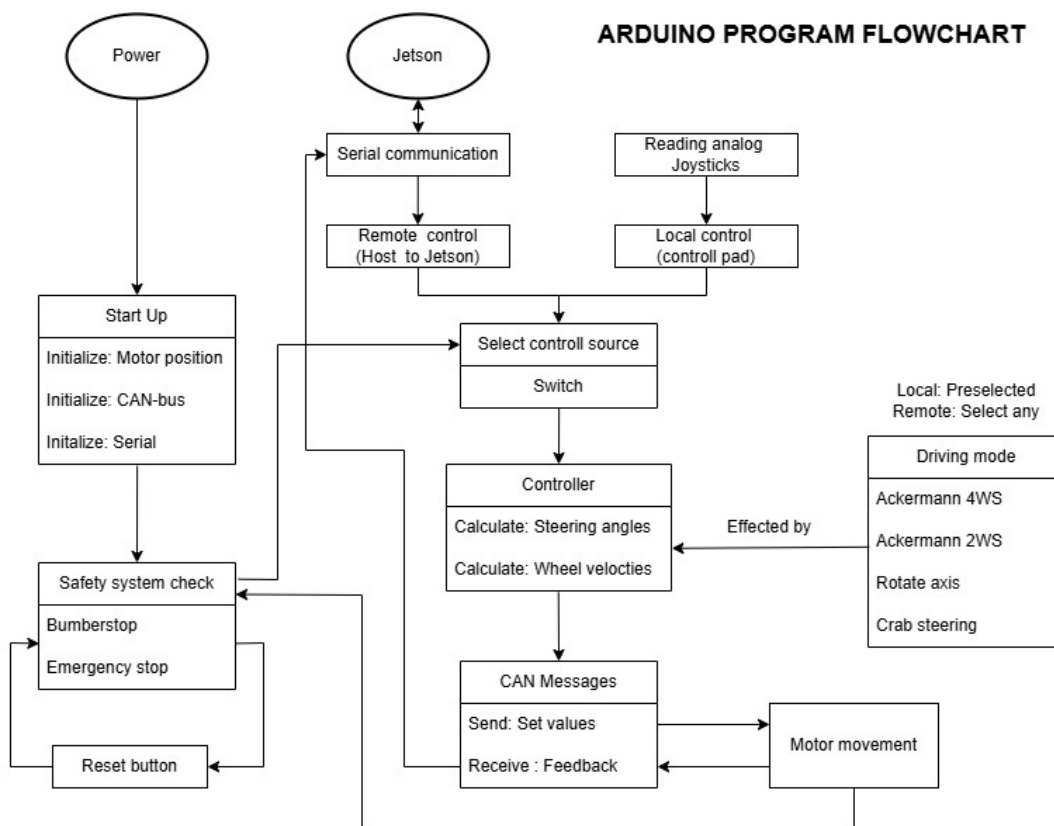 ARDUINO PROGRAM FLOWCHART
Power
Jetson
Serial communication
Reading analog
Joysticks
Remote control
(Host to Jetson)
Local control
(controll pad)
Start Up
Initialize: Motor position
Initialize: CAN-bus
Initalize: Serial
Select controll source
Switch
Local: Preselected
Remote: Select any
Driving mode
Ackermann 4WS
Ackermann 2WS
Rotate axis
Crab steering
Effected by
Controller
Calculate: Steering angles
Calculate: Wheel velocties
Safety system check
Bumberstop
Emergency stop
Reset button
CAN Messages
Send: Set values
Receive : Feedback
Motor movement